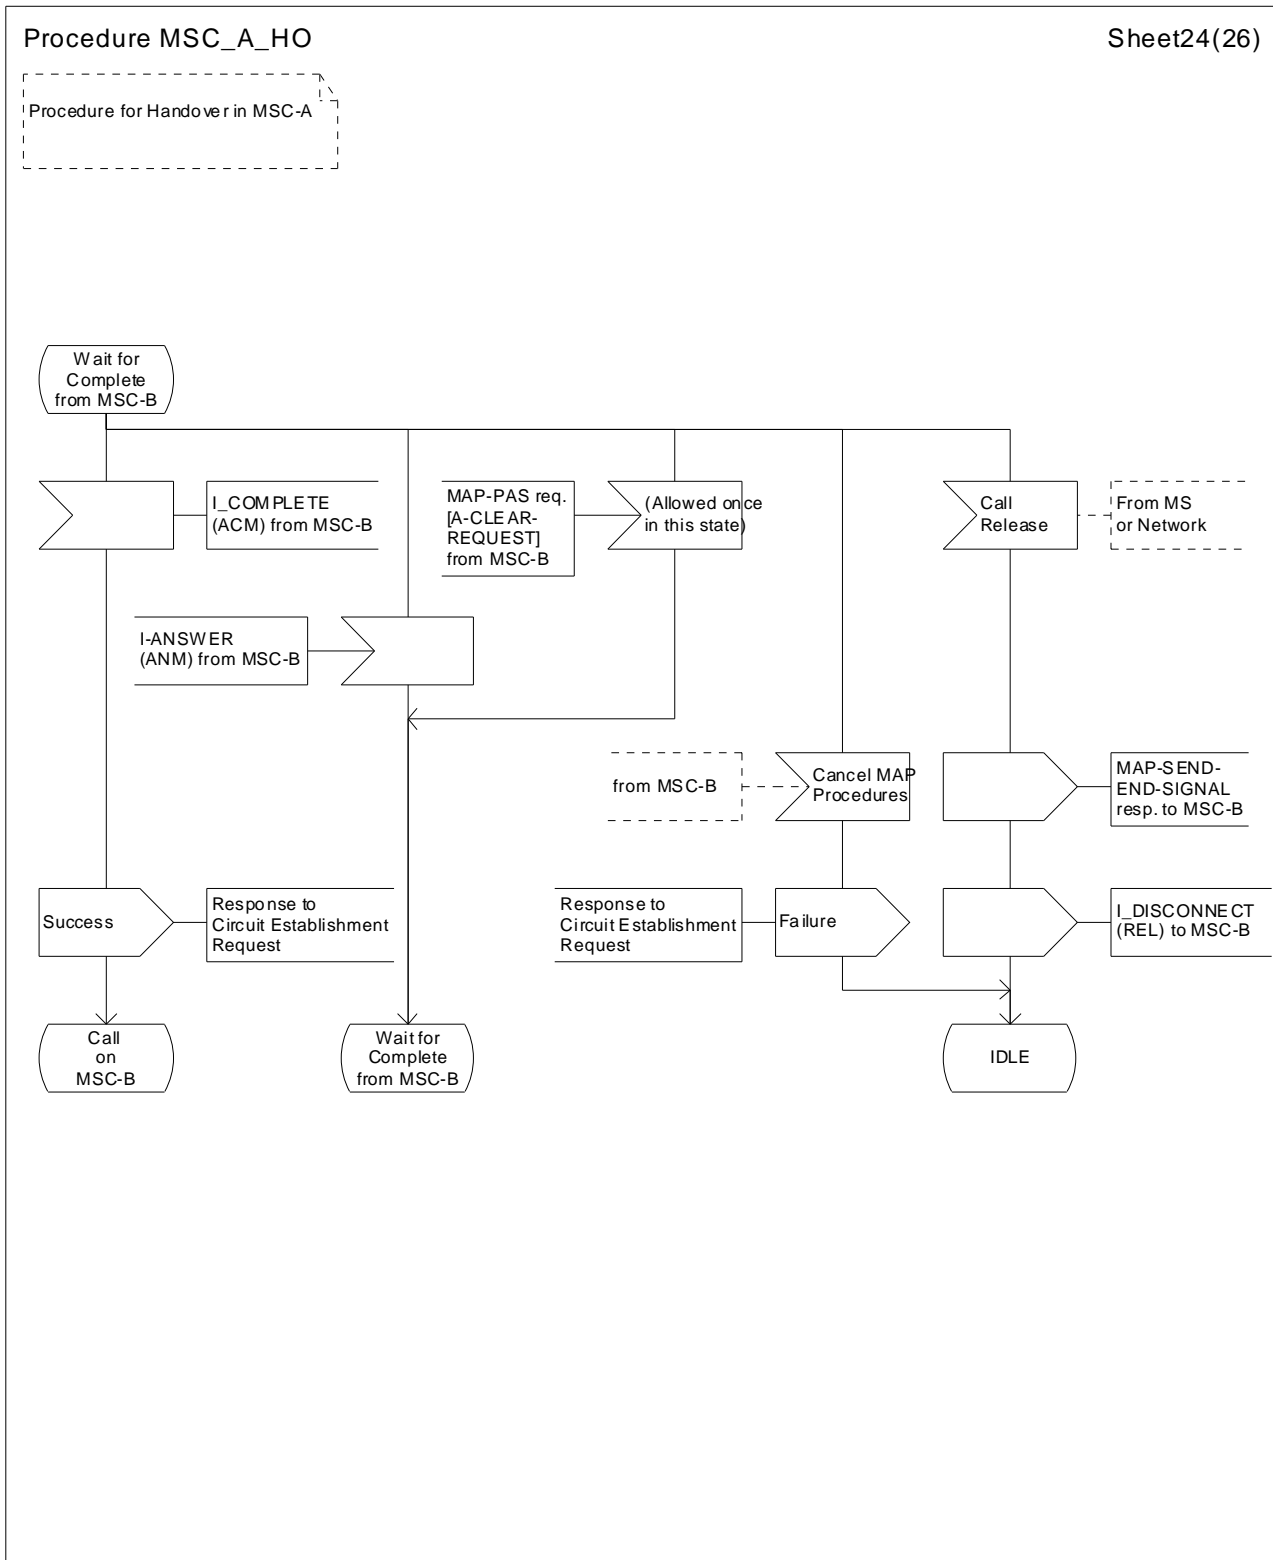 Procedure MSC_A_HO
Sheet24(26)
Procedure for Handover in MSC-A
Wait for
Complete
from MSC-B
I_COMPLETE
(ACM) from MSC-B
MAP-PAS req.
[A-CLEAR-
REQUEST]
from MSC-B
(Allowed once
in this state)
Call
Release
From MS
or Network
I-ANSWER
(ANM) from MSC-B
from MSC-B
Cancel MAP
Procedures
MAP-SEND-
END-SIGNAL
resp. to MSC-B
Success
Response to
Circuit Establishment
Request
Response to
Circuit Establishment
Request
Failure
I_DISCONNECT
(REL) to MSC-B
Call
on
MSC-B
Wait for
Complete
from MSC-B
IDLE